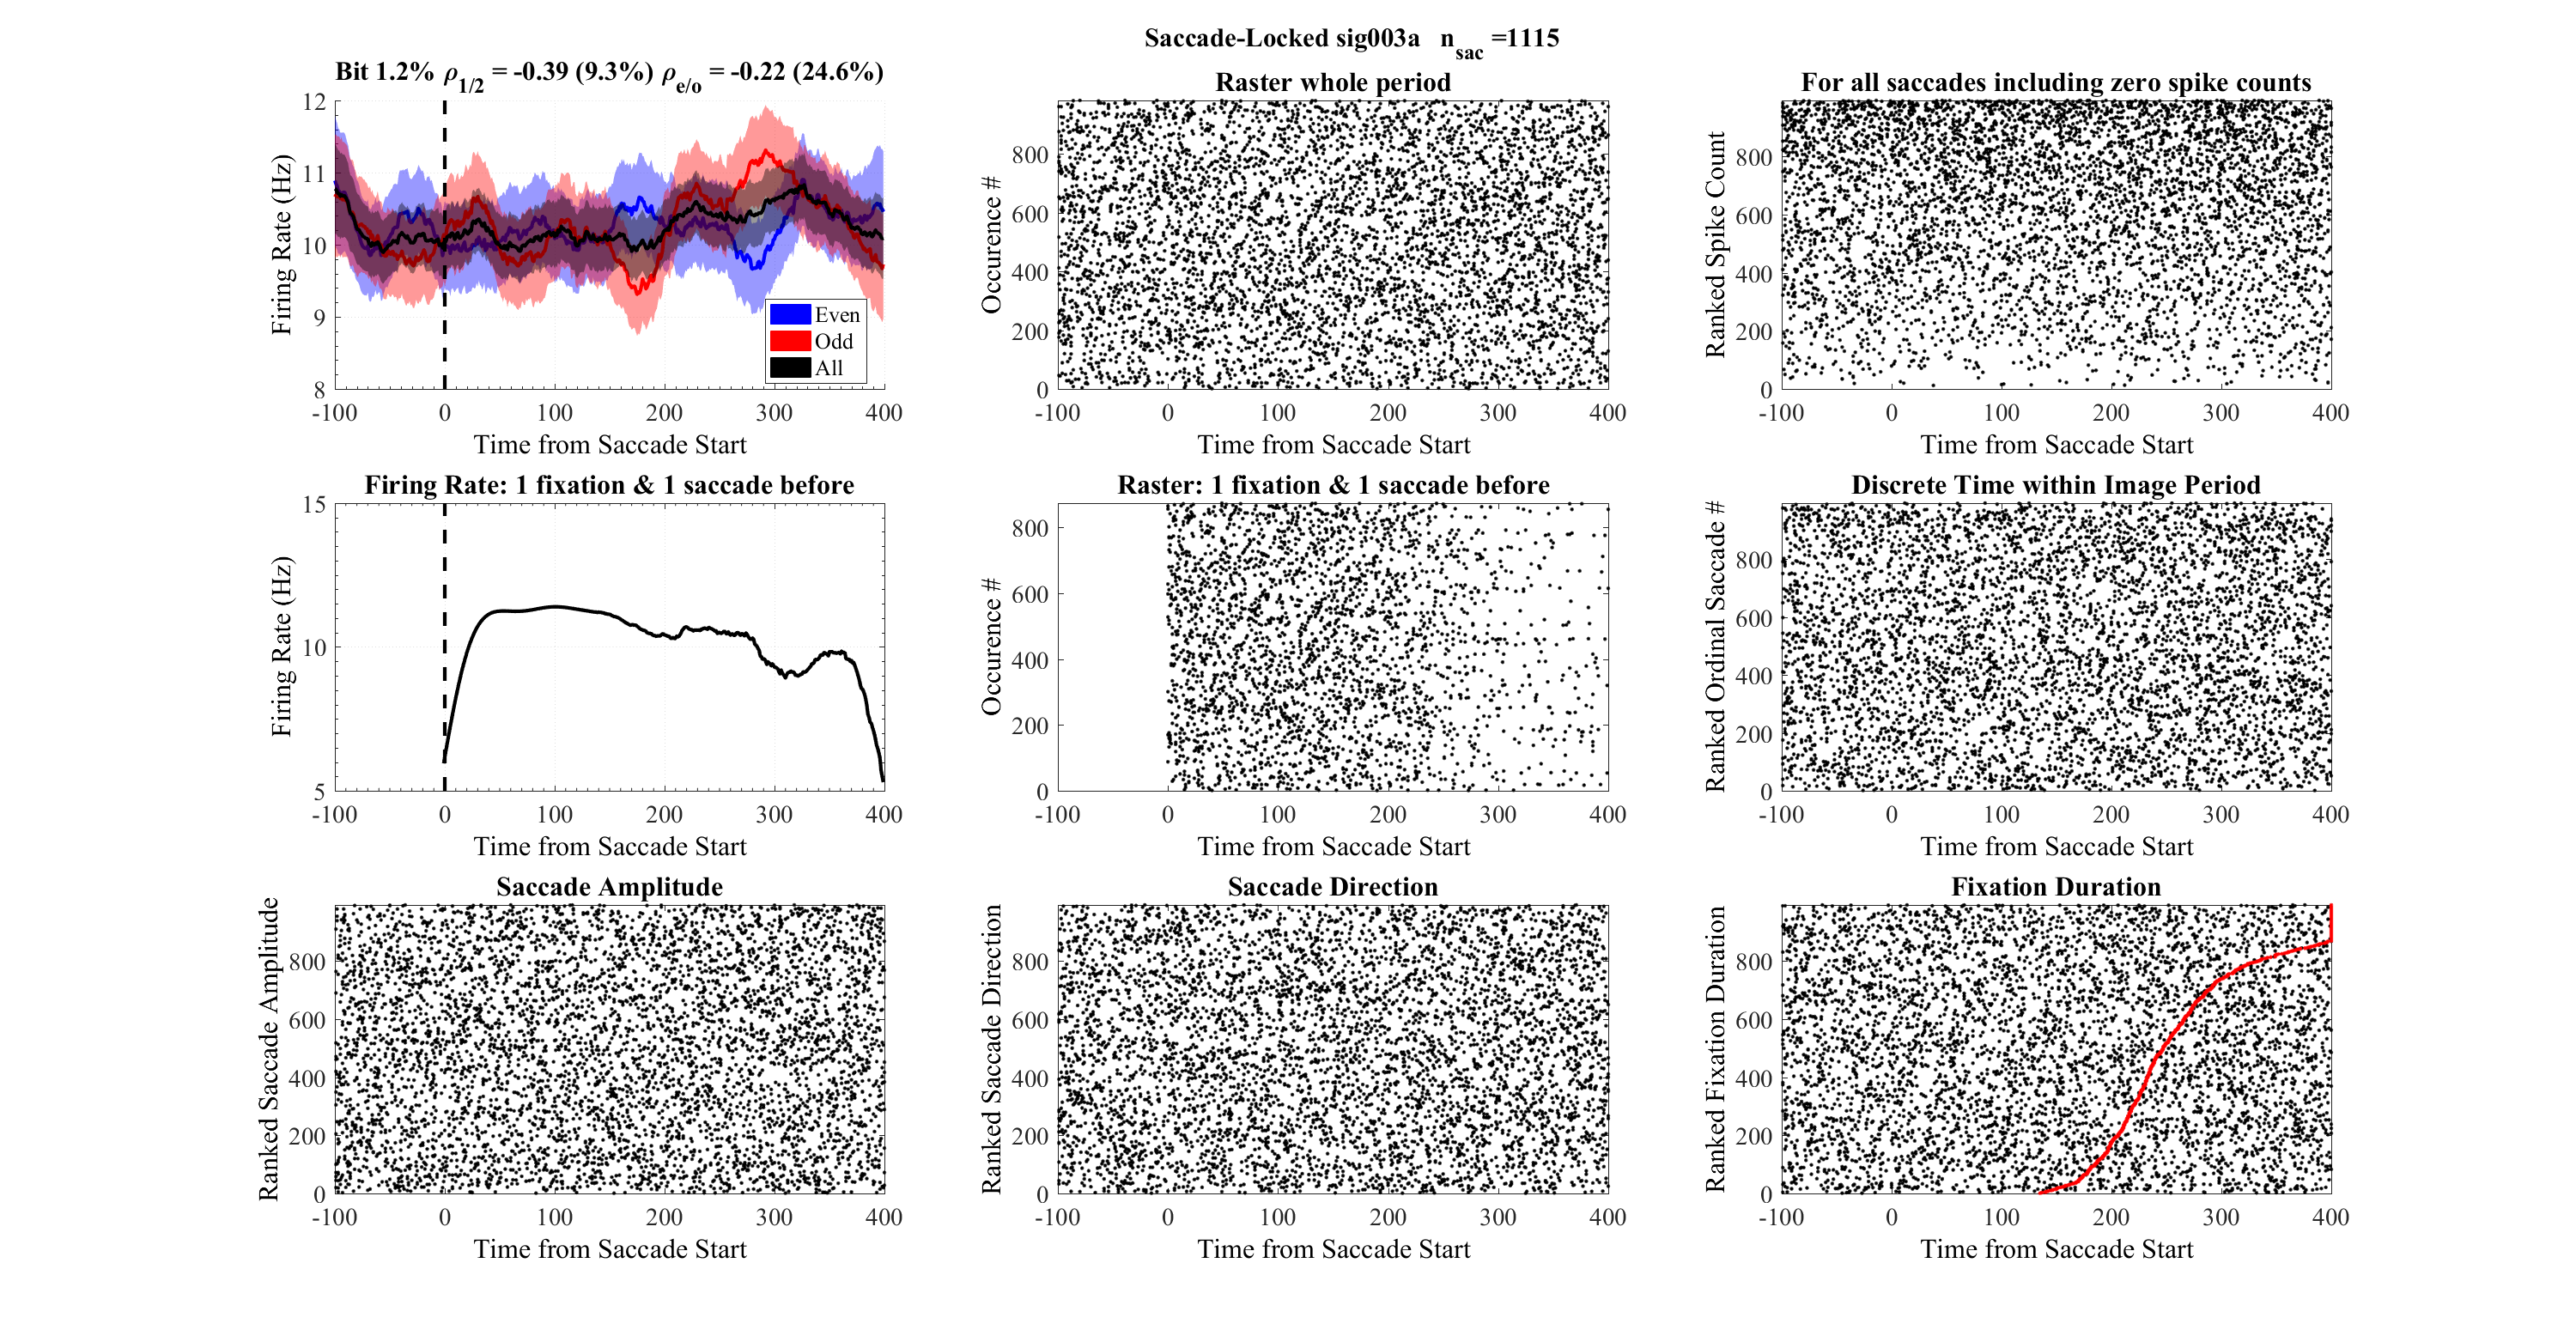 Saccade-Locked sig003a n_sac =1115
Bit 1.2% ρ_1/2 = -0.39 (9.3%) ρ_e/o = -0.22 (24.6%)
Firing Rate (Hz)
12
11
10
9
8
-100 0 100 200 300 400
Time from Saccade Start
Even
Odd
All
Raster whole period
Occurence #
800
600
400
200
0
-100 0 100 200 300 400
Time from Saccade Start
For all saccades including zero spike counts
Ranked Spike Count
800
600
400
200
0
-100 0 100 200 300 400
Time from Saccade Start
Firing Rate: 1 fixation & 1 saccade before
Firing Rate (Hz)
15
10
5
-100 0 100 200 300 400
Time from Saccade Start
Raster: 1 fixation & 1 saccade before
Occurence #
800
600
400
200
0
-100 0 100 200 300 400
Time from Saccade Start
Discrete Time within Image Period
Ranked Ordinal Saccade #
800
600
400
200
0
-100 0 100 200 300 400
Time from Saccade Start
Saccade Amplitude
Ranked Saccade Amplitude
800
600
400
200
0
-100 0 100 200 300 400
Time from Saccade Start
Saccade Direction
Ranked Saccade Direction
800
600
400
200
0
-100 0 100 200 300 400
Time from Saccade Start
Fixation Duration
Ranked Fixation Duration
800
600
400
200
0
-100 0 100 200 300 400
Time from Saccade Start